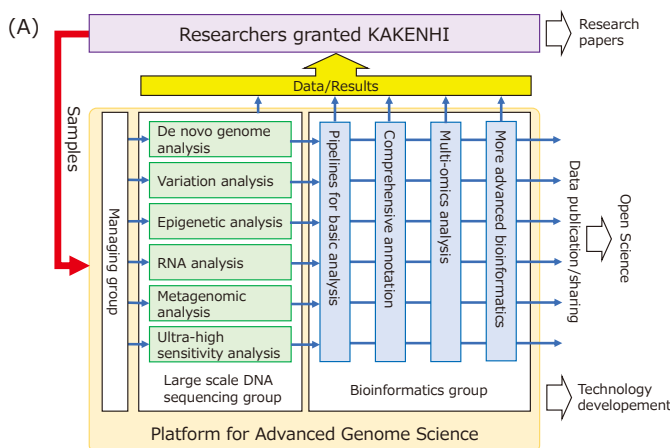 (A)
Researchers granted KAKENHI
Research
papers
Data/Results
Samples
Managing group
De novo genome
analysis
Variation analysis
Epigenetic analysis
RNA analysis
Metagenomic
analysis
Ultra-high
sensitivity analysis
Large scale DNA
sequencing group
Pipelines for basic analysis
Comprehensive annotation
Multi-omics analysis
More advanced bioinformatics
Bioinformatics group
Data publication/sharing
Open Science
Technology
developement
Platform for Advanced Genome Science